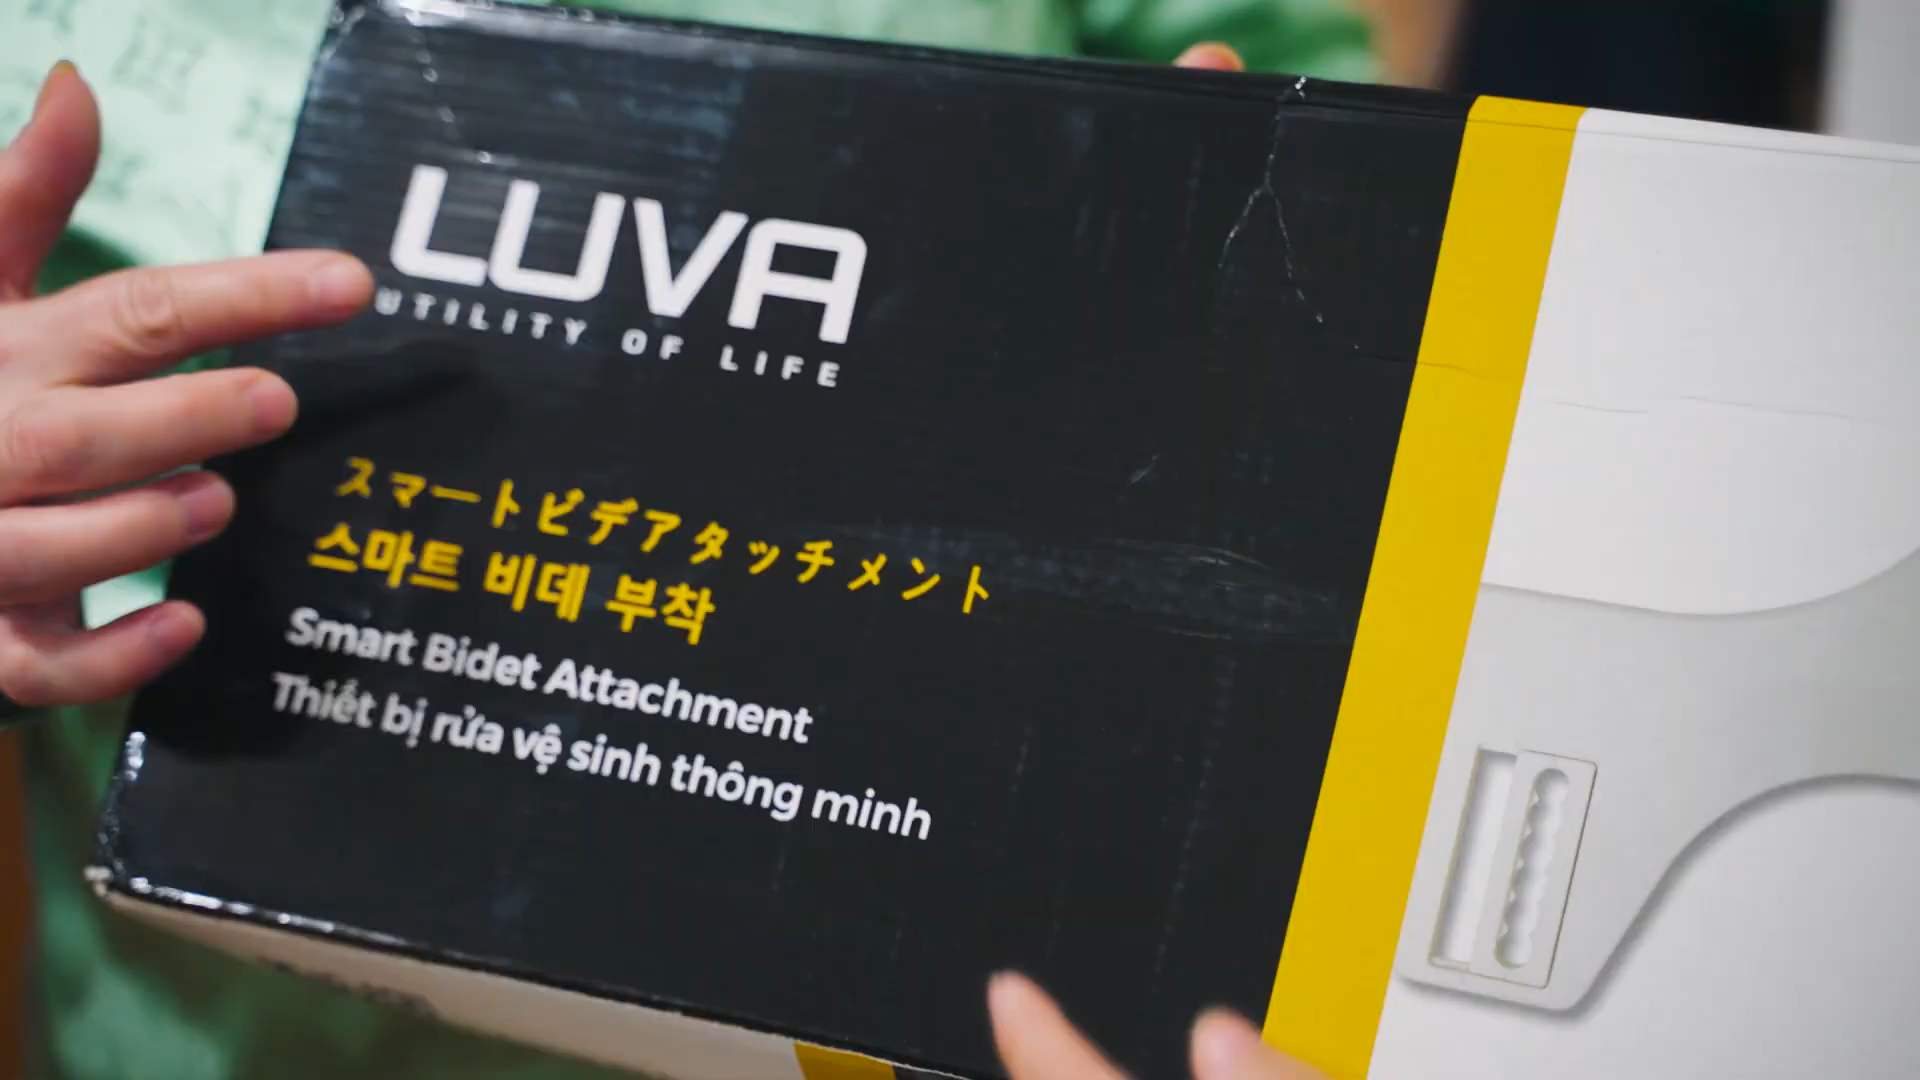 LUVA
UTILITY OF LIFE
スマートビデアタッチメント
스마트 비데 부착
Smart Bidet Attachment
Thiết bị rửa vệ sinh thông minh